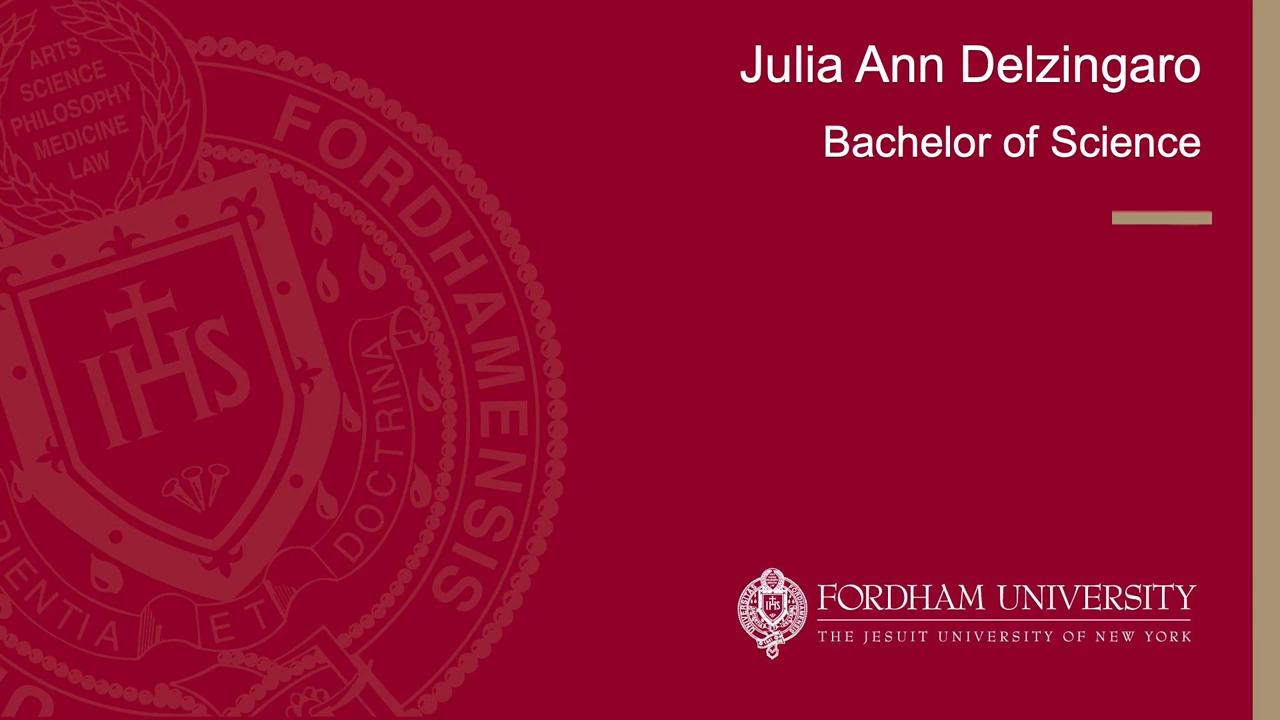 Julia Ann Delzingaro
Bachelor of Science
ARTS
SCIENCE
PHILOSOPHY
MEDICINE
LAW
FORDHAMENSIS
IHS
DOCTRINA
ET
FORDHAM UNIVERSITY
THE JESUIT UNIVERSITY OF NEW YORK